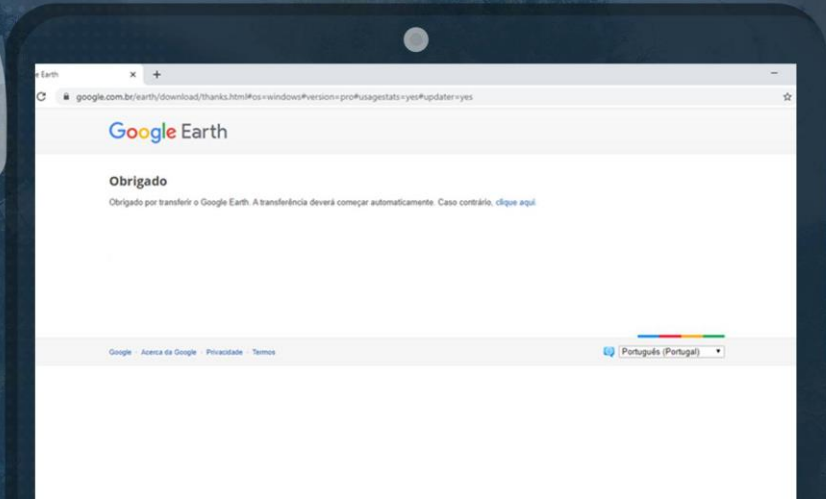 e Earth
google.com.br/earth/download/thanks.html#os=windows#version=pro#usagestats=yes#updater=yes
Google Earth
Obrigado
Obrigado por transferir o Google Earth. A transferência deverá começar automaticamente. Caso contrário, clique aqui.
Google · Acerca da Google · Privacidade · Termos
Português (Portugal)